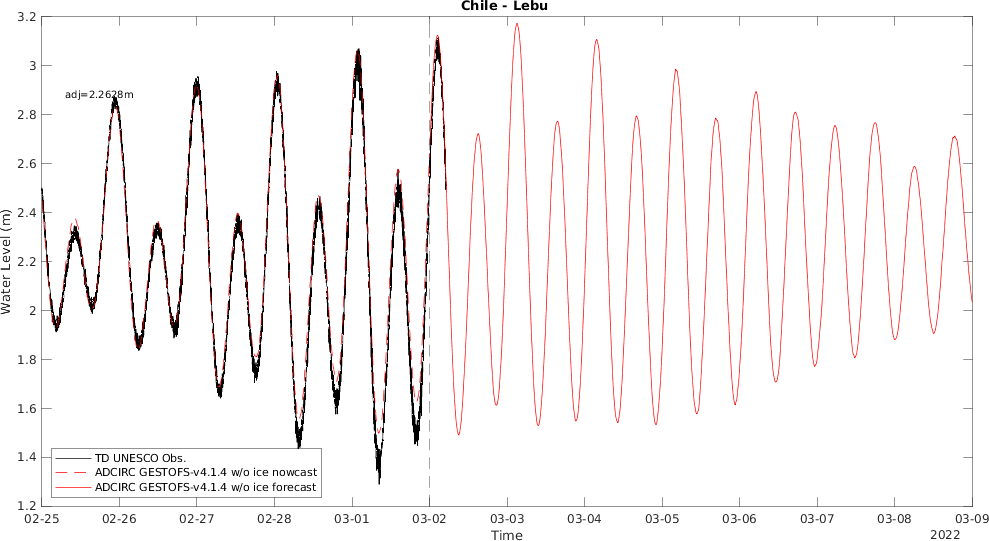 Chile - Lebu
3.2
3
2.8
2.6
2.4
2.2
2
1.8
1.6
1.4
1.2
Water Level (m)
adj=2.2628m
TD UNESCO Obs.
ADCIRC GESTOFS-v4.1.4 w/o ice nowcast
ADCIRC GESTOFS-v4.1.4 w/o ice forecast
02-25 02-26 02-27 02-28 03-01 03-02 03-03 03-04 03-05 03-06 03-07 03-08 03-09
Time
2022